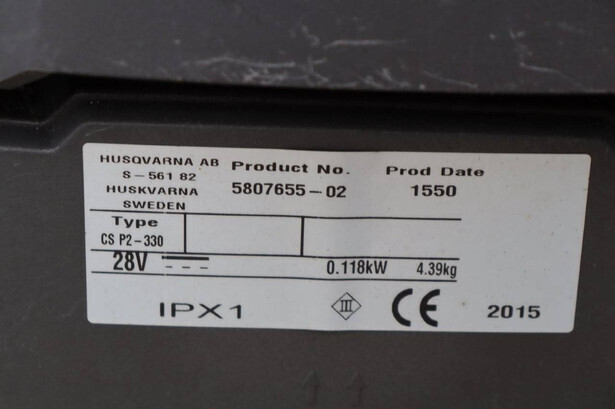 HUSQVARNA AB
S-561 82
HUSKVARNA
SWEDEN
Product No.
5807655-02
Prod Date
1550
Type
CS P2-330
28V
0.118kW
4.39kg
IPX1
III
CE
2015